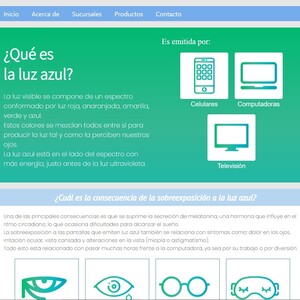 Inicio Acerca de Sucursales Productos Contacto
¿Qué es
la luz azul?
La luz visible se compone de un espectro
conformado por luz roja, anaranjada, amarilla,
verde y azul.
Estos colores se mezclan todos entre sí para
producir la luz tal y como la perciben nuestros
ojos.
La luz azul está en el lado del espectro con
más energía, justo antes de la luz ultravioleta.
Es emitida por:
Celulares
Computadoras
Televisión
¿Cuál es la consecuencia de la sobreexposición a la luz azul?
Una de las principales consecuencias es que se suprime la secreción de melatonina, una hormona que influye en el
ritmo circadiano, lo que ocasiona dificultades para alcanzar el sueño.
La sobreexposición a las pantallas que emiten luz azul también se relaciona con síntomas como: dolor en los ojos,
irritación ocular, vista cansada y alteraciones en la vista (miopía o astigmatismo).
Todo esto está relacionado con pasar muchas horas frente a la computadora, ya sea por su trabajo o por diversión.